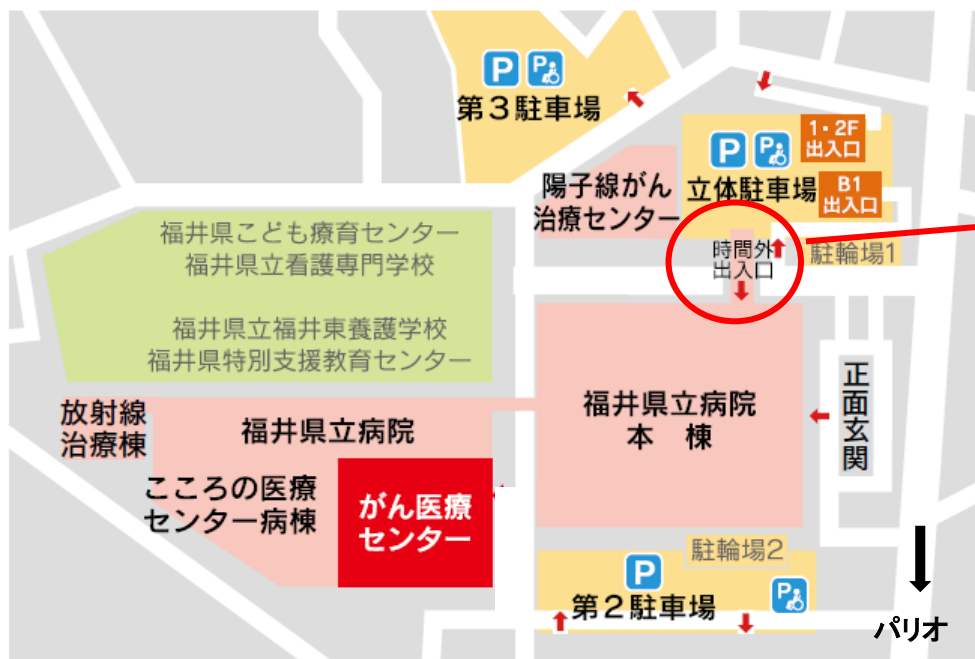 P P
第３駐車場
1・2F
出入口
P P
陽子線がん
治療センター
立体駐車場
B1
出入口
時間外
出入口
駐輪場1
福井県こども療育センター
福井県立看護専門学校
福井県立福井東養護学校
福井県特別支援教育センター
放射線
治療棟
福井県立病院
福井県立病院
本　棟
正面玄関
こころの医療
センター病棟
がん医療
センター
駐輪場2
P
P
第２駐車場
パリオ